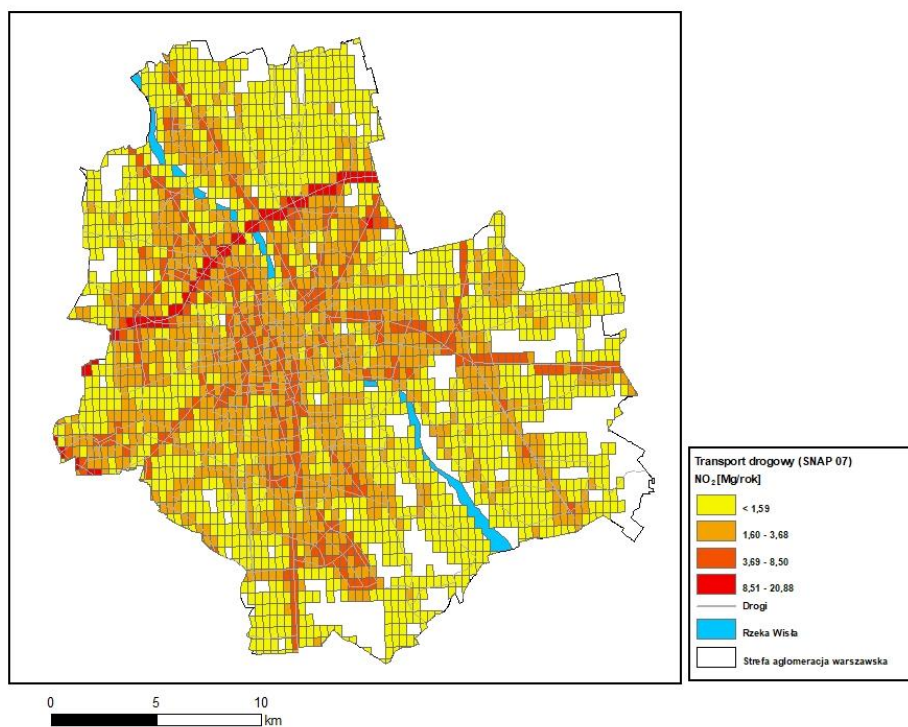 Transport drogowy (SNAP 07)
NO₂ [Mg/rok]
< 1,59
1,60 - 3,68
3,69 - 8,50
8,51 - 20,88
Drogi
Rzeka Wisła
Strefa aglomeracja warszawska
0 5 10
km